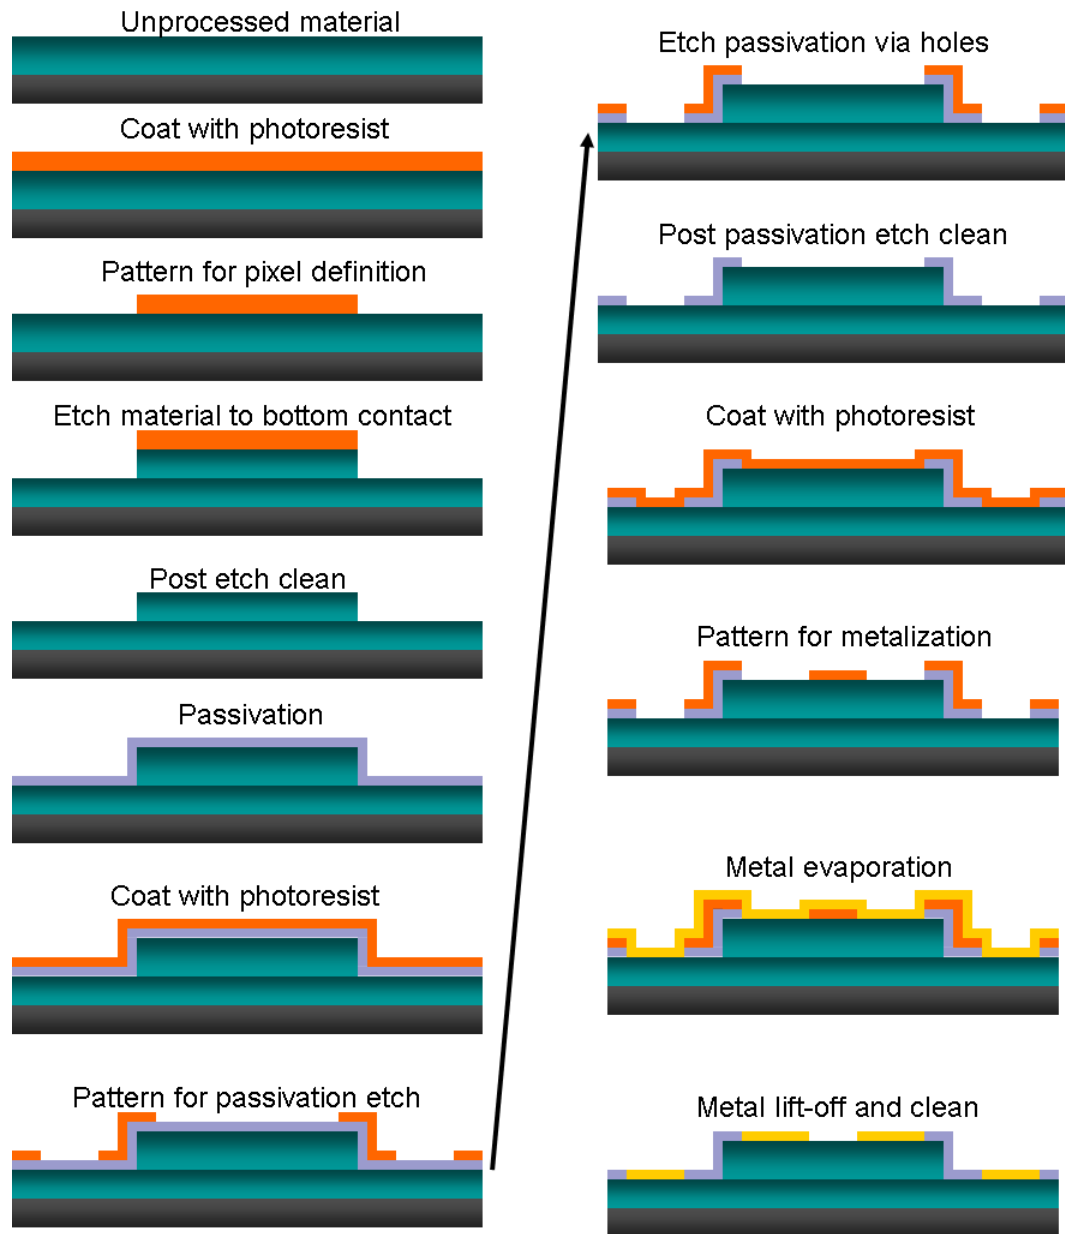 Unprocessed material
Coat with photoresist
Pattern for pixel definition
Etch material to bottom contact
Post etch clean
Passivation
Coat with photoresist
Pattern for passivation etch
Etch passivation via holes
Post passivation etch clean
Coat with photoresist
Pattern for metalization
Metal evaporation
Metal lift-off and clean